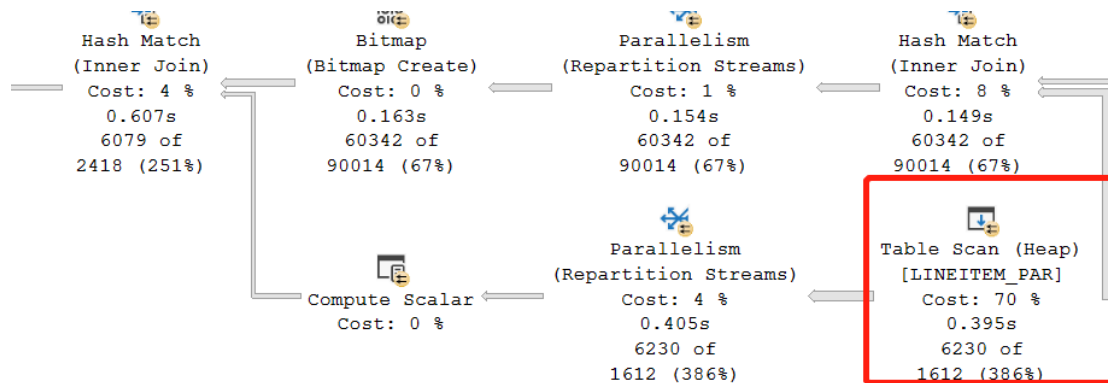 Hash Match
(Inner Join)
Cost: 4 %
0.607s
6079 of
2418 (251%)
Bitmap
(Bitmap Create)
Cost: 0 %
0.163s
60342 of
90014 (67%)
Parallelism
(Repartition Streams)
Cost: 1 %
0.154s
60342 of
90014 (67%)
Hash Match
(Inner Join)
Cost: 8 %
0.149s
60342 of
90014 (67%)
Compute Scalar
Cost: 0 %
Parallelism
(Repartition Streams)
Cost: 4 %
0.405s
6230 of
1612 (386%)
Table Scan (Heap)
[LINEITEM_PAR]
Cost: 70 %
0.395s
6230 of
1612 (386%)